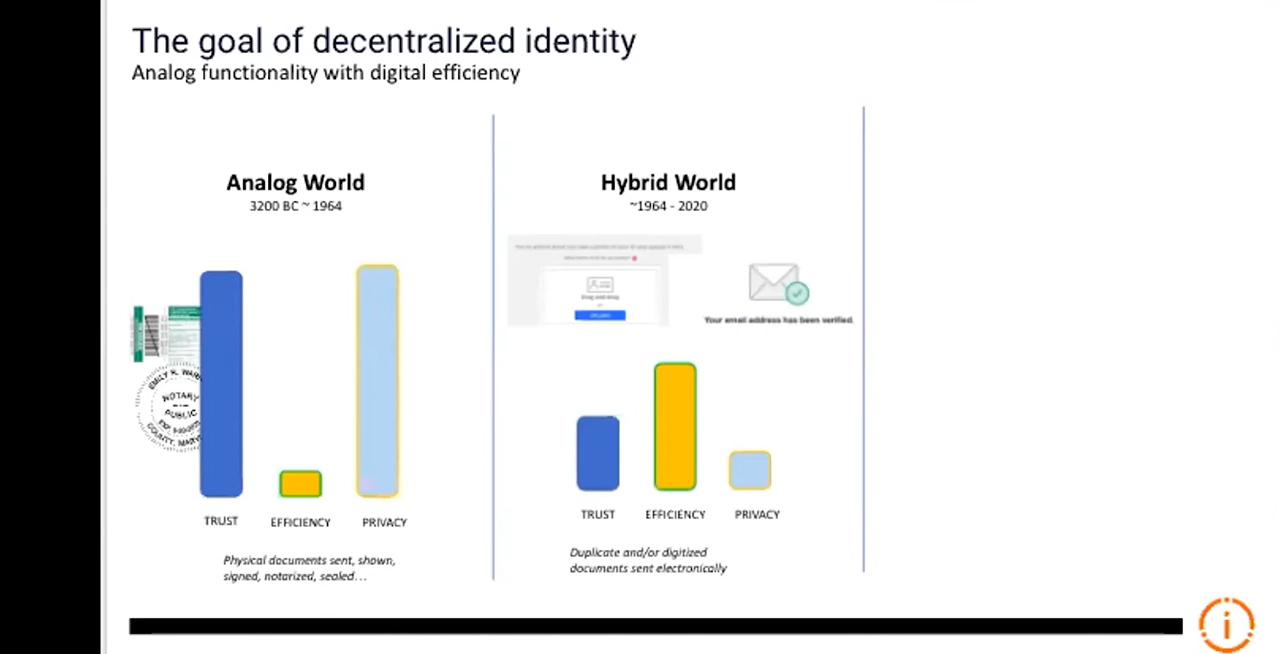 The goal of decentralized identity
Analog functionality with digital efficiency
Analog World
3200 BC ~ 1964
NOTARY
PUBLIC
TRUST
EFFICIENCY
PRIVACY
Physical documents sent, shown,
signed, notarized, sealed...
Hybrid World
~1964 - 2020
Your email address has been verified.
TRUST
EFFICIENCY
PRIVACY
Duplicate and/or digitized
documents sent electronically
i